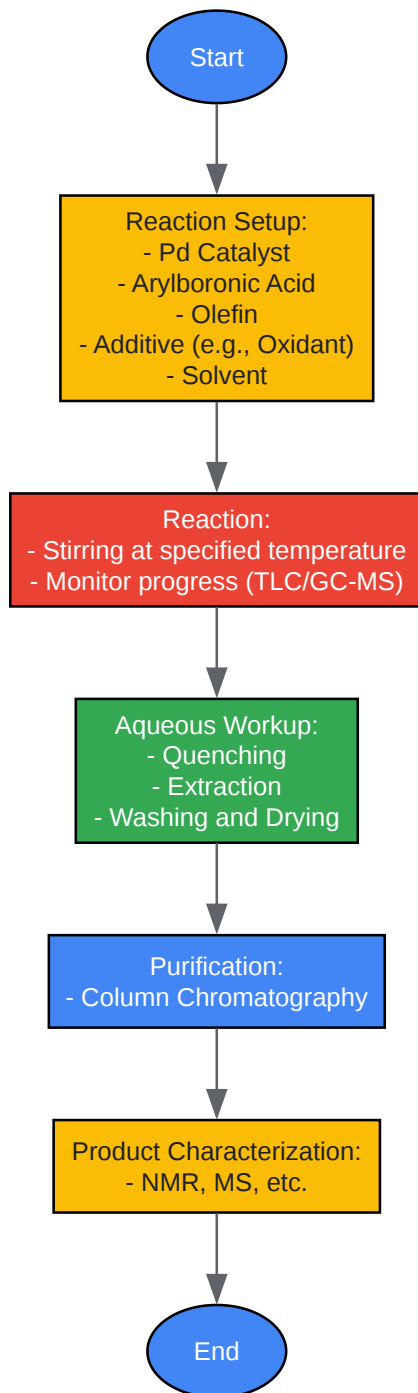 Start
Reaction Setup:
- Pd Catalyst
- Arylboronic Acid
- Olefin
- Additive (e.g., Oxidant)
- Solvent
Reaction:
- Stirring at specified temperature
- Monitor progress (TLC/GC-MS)
Aqueous Workup:
- Quenching
- Extraction
- Washing and Drying
Purification:
- Column Chromatography
Product Characterization:
- NMR, MS, etc.
End